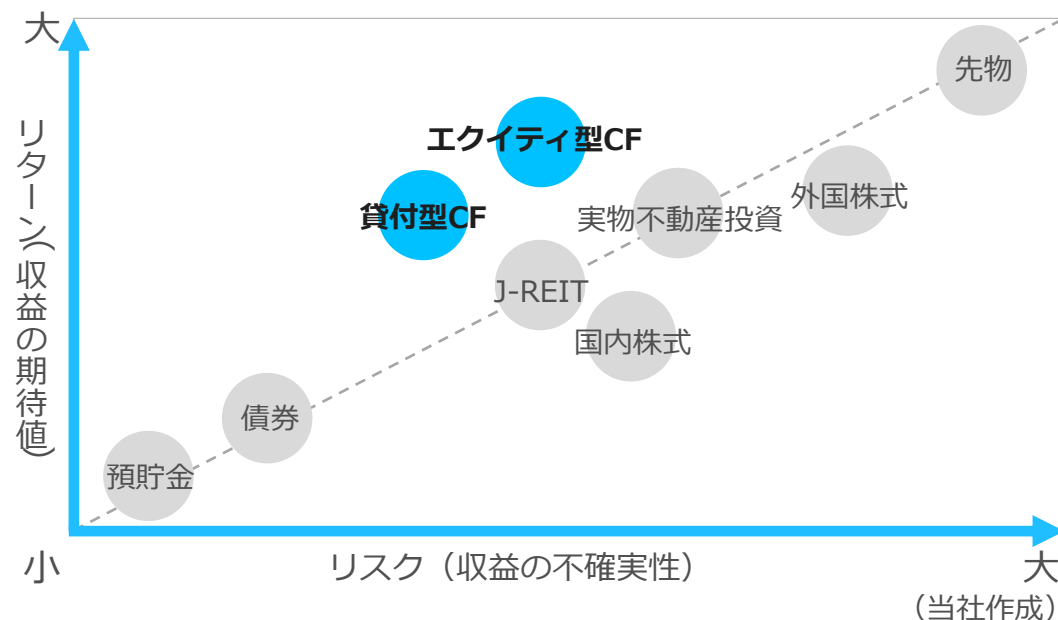 大
先物
エクイティ型CF
外国株式
貸付型CF
実物不動産投資
J-REIT
国内株式
債券
預貯金
リターン(収益の期待値)
小
リスク（収益の不確実性）
大
（当社作成）